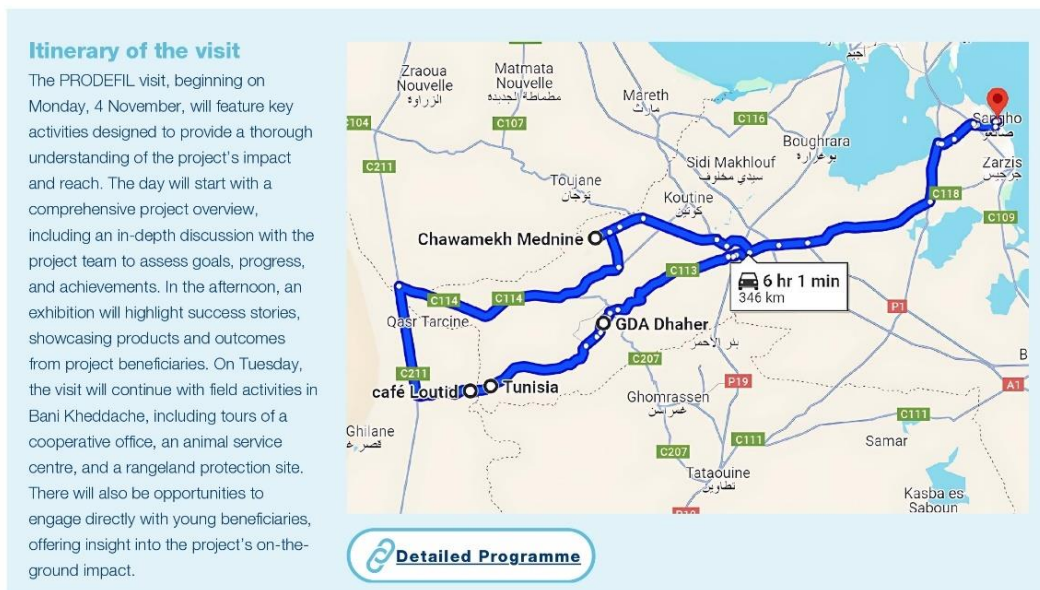 Itinerary of the visit
The PRODEFIL visit, beginning on
Monday, 4 November, will feature key
activities designed to provide a thorough
understanding of the project's impact
and reach. The day will start with a
comprehensive project overview,
including an in-depth discussion with the
project team to assess goals, progress,
and achievements. In the afternoon, an
exhibition will highlight success stories,
showcasing products and outcomes
from project beneficiaries. On Tuesday,
the visit will continue with field activities in
Bani Kheddache, including tours of a
cooperative office, an animal service
centre, and a rangeland protection site.
There will also be opportunities to
engage directly with young beneficiaries,
offering insight into the project's on-the-
ground impact.
أجيم
Zraoua
Nouvelle
الزراوة
Matmata
Nouvelle
مطماطة الجديدة
Mareth
مارث
C104
C107
C116
Sangho
صانغو
Boughrara
بوغرارة
C211
Sidi Makhlouf
سيدي مخلوف
Zarzis
جرجيس
Toujane
توجان
Koutine
كوتين
C118
C109
Chawamekh Mednine
C113
6 hr 1 min
346 km
C114
C114
P1
Qasr Tarcine
GDA Dhaher
بئر الأحمر
C207
C211
café Loutid
Tunisia
P19
B
A1
Ghomrassen
غمراسن
C111
Ghilane
C111
Samar
C207
Tataouine
تطاوين
Kasba es
Saboun
P19
Detailed Programme